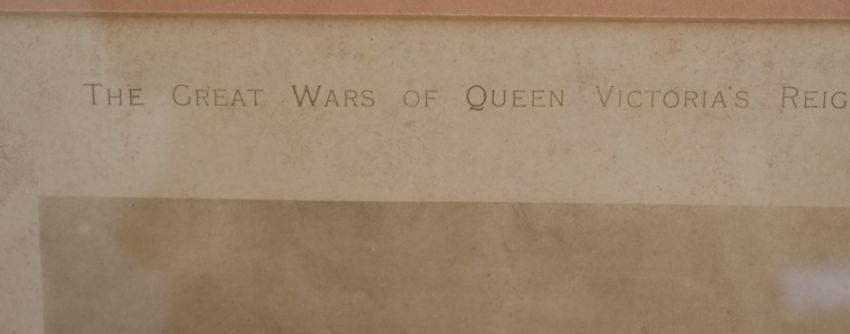 The Great Wars of Queen Victoria's Reig